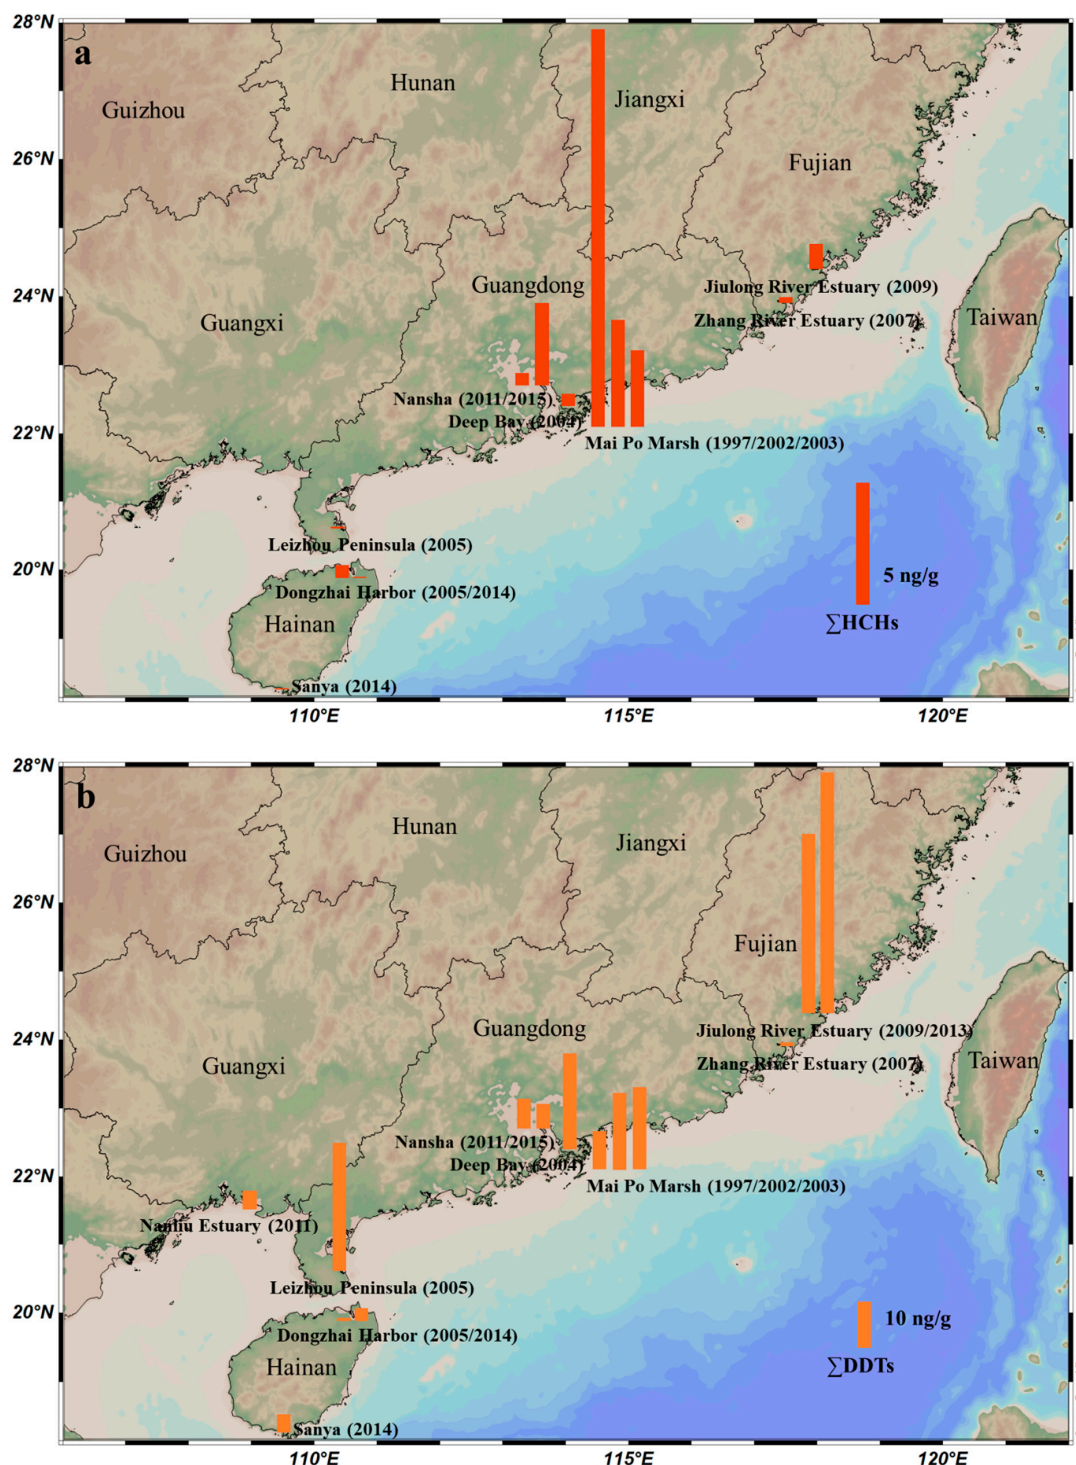 28°N
a
Hunan
Jiangxi
Guizhou
26°N
Fujian
24°N
Guangdong
Jiulong River Estuary (2009)
Guangxi
Zhang River Estuary (2007)
Taiwan
Nansha (2011/2015)
Deep Bay (2004)
22°N
Mai Po Marsh (1997/2002/2003)
Leizhou Peninsula (2005)
20°N
5 ng/g
Dongzhai Harbor (2005/2014)
Hainan
∑HCHs
Sanya (2014)
110°E
115°E
120°E
28°N
b
Hunan
Jiangxi
Guizhou
26°N
Fujian
24°N
Guangdong
Jiulong River Estuary (2009/2013)
Guangxi
Zhang River Estuary (2007)
Taiwan
Nansha (2011/2015)
Deep Bay (2004)
22°N
Mai Po Marsh (1997/2002/2003)
Nanliu Estuary (2011)
Leizhou Peninsula (2005)
20°N
10 ng/g
Dongzhai Harbor (2005/2014)
Hainan
∑DDTs
Sanya (2014)
110°E
115°E
120°E